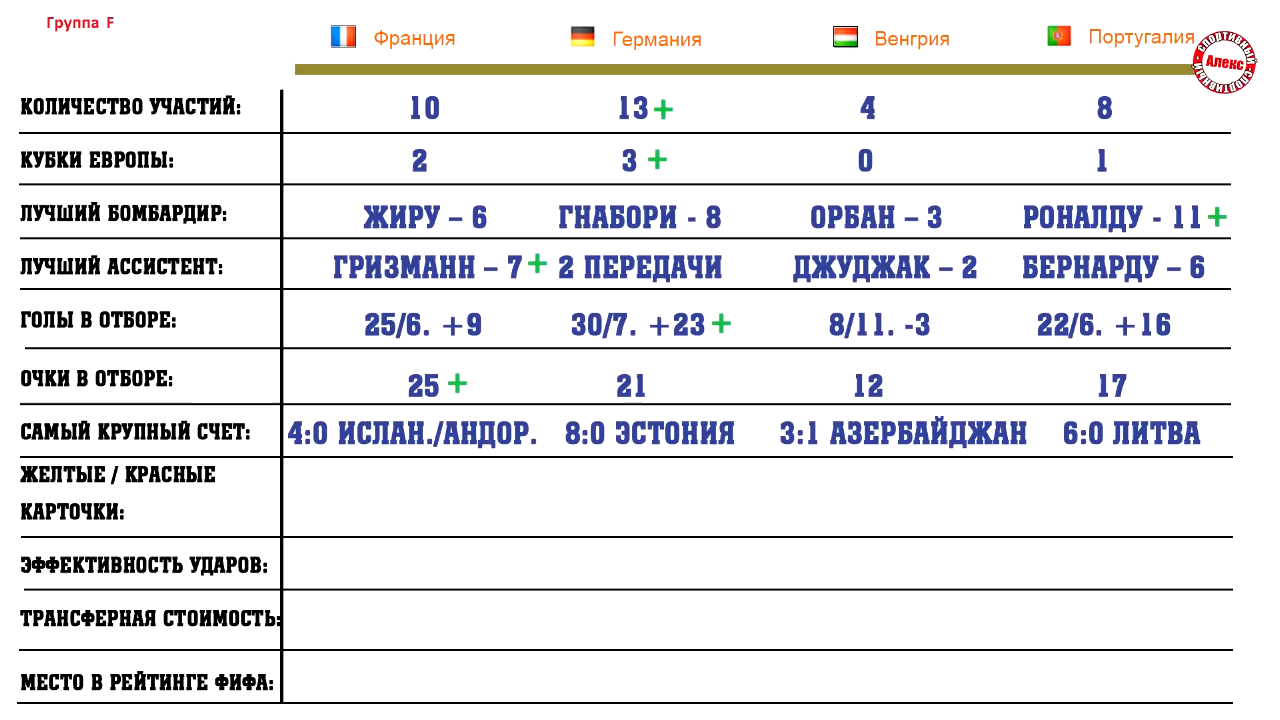 Группа F
Франция Германия Венгрия Португалия
СПОРТИВНЫЙ Алекс СПОРТИВНЫЙ
КОЛИЧЕСТВО УЧАСТИЙ: 10 13 + 4 8
КУБКИ ЕВРОПЫ: 2 3 + 0 1
ЛУЧШИЙ БОМБАРДИР: ЖИРУ – 6 ГНАБОРИ - 8 ОРБАН – 3 РОНАЛДУ - 11 +
ЛУЧШИЙ АССИСТЕНТ: ГРИЗМАНН – 7 + 2 ПЕРЕДАЧИ ДЖУДЖАК – 2 БЕРНАРДУ – 6
ГОЛЫ В ОТБОРЕ: 25/6. +9 30/7. +23 + 8/11. -3 22/6. +16
ОЧКИ В ОТБОРЕ: 25 + 21 12 17
САМЫЙ КРУПНЫЙ СЧЕТ: 4:0 ИСЛАН./АНДОР. 8:0 ЭСТОНИЯ 3:1 АЗЕРБАЙДЖАН 6:0 ЛИТВА
ЖЕЛТЫЕ / КРАСНЫЕ
КАРТОЧКИ:
ЭФФЕКТИВНОСТЬ УДАРОВ:
ТРАНСФЕРНАЯ СТОИМОСТЬ:
МЕСТО В РЕЙТИНГЕ ФИФА: